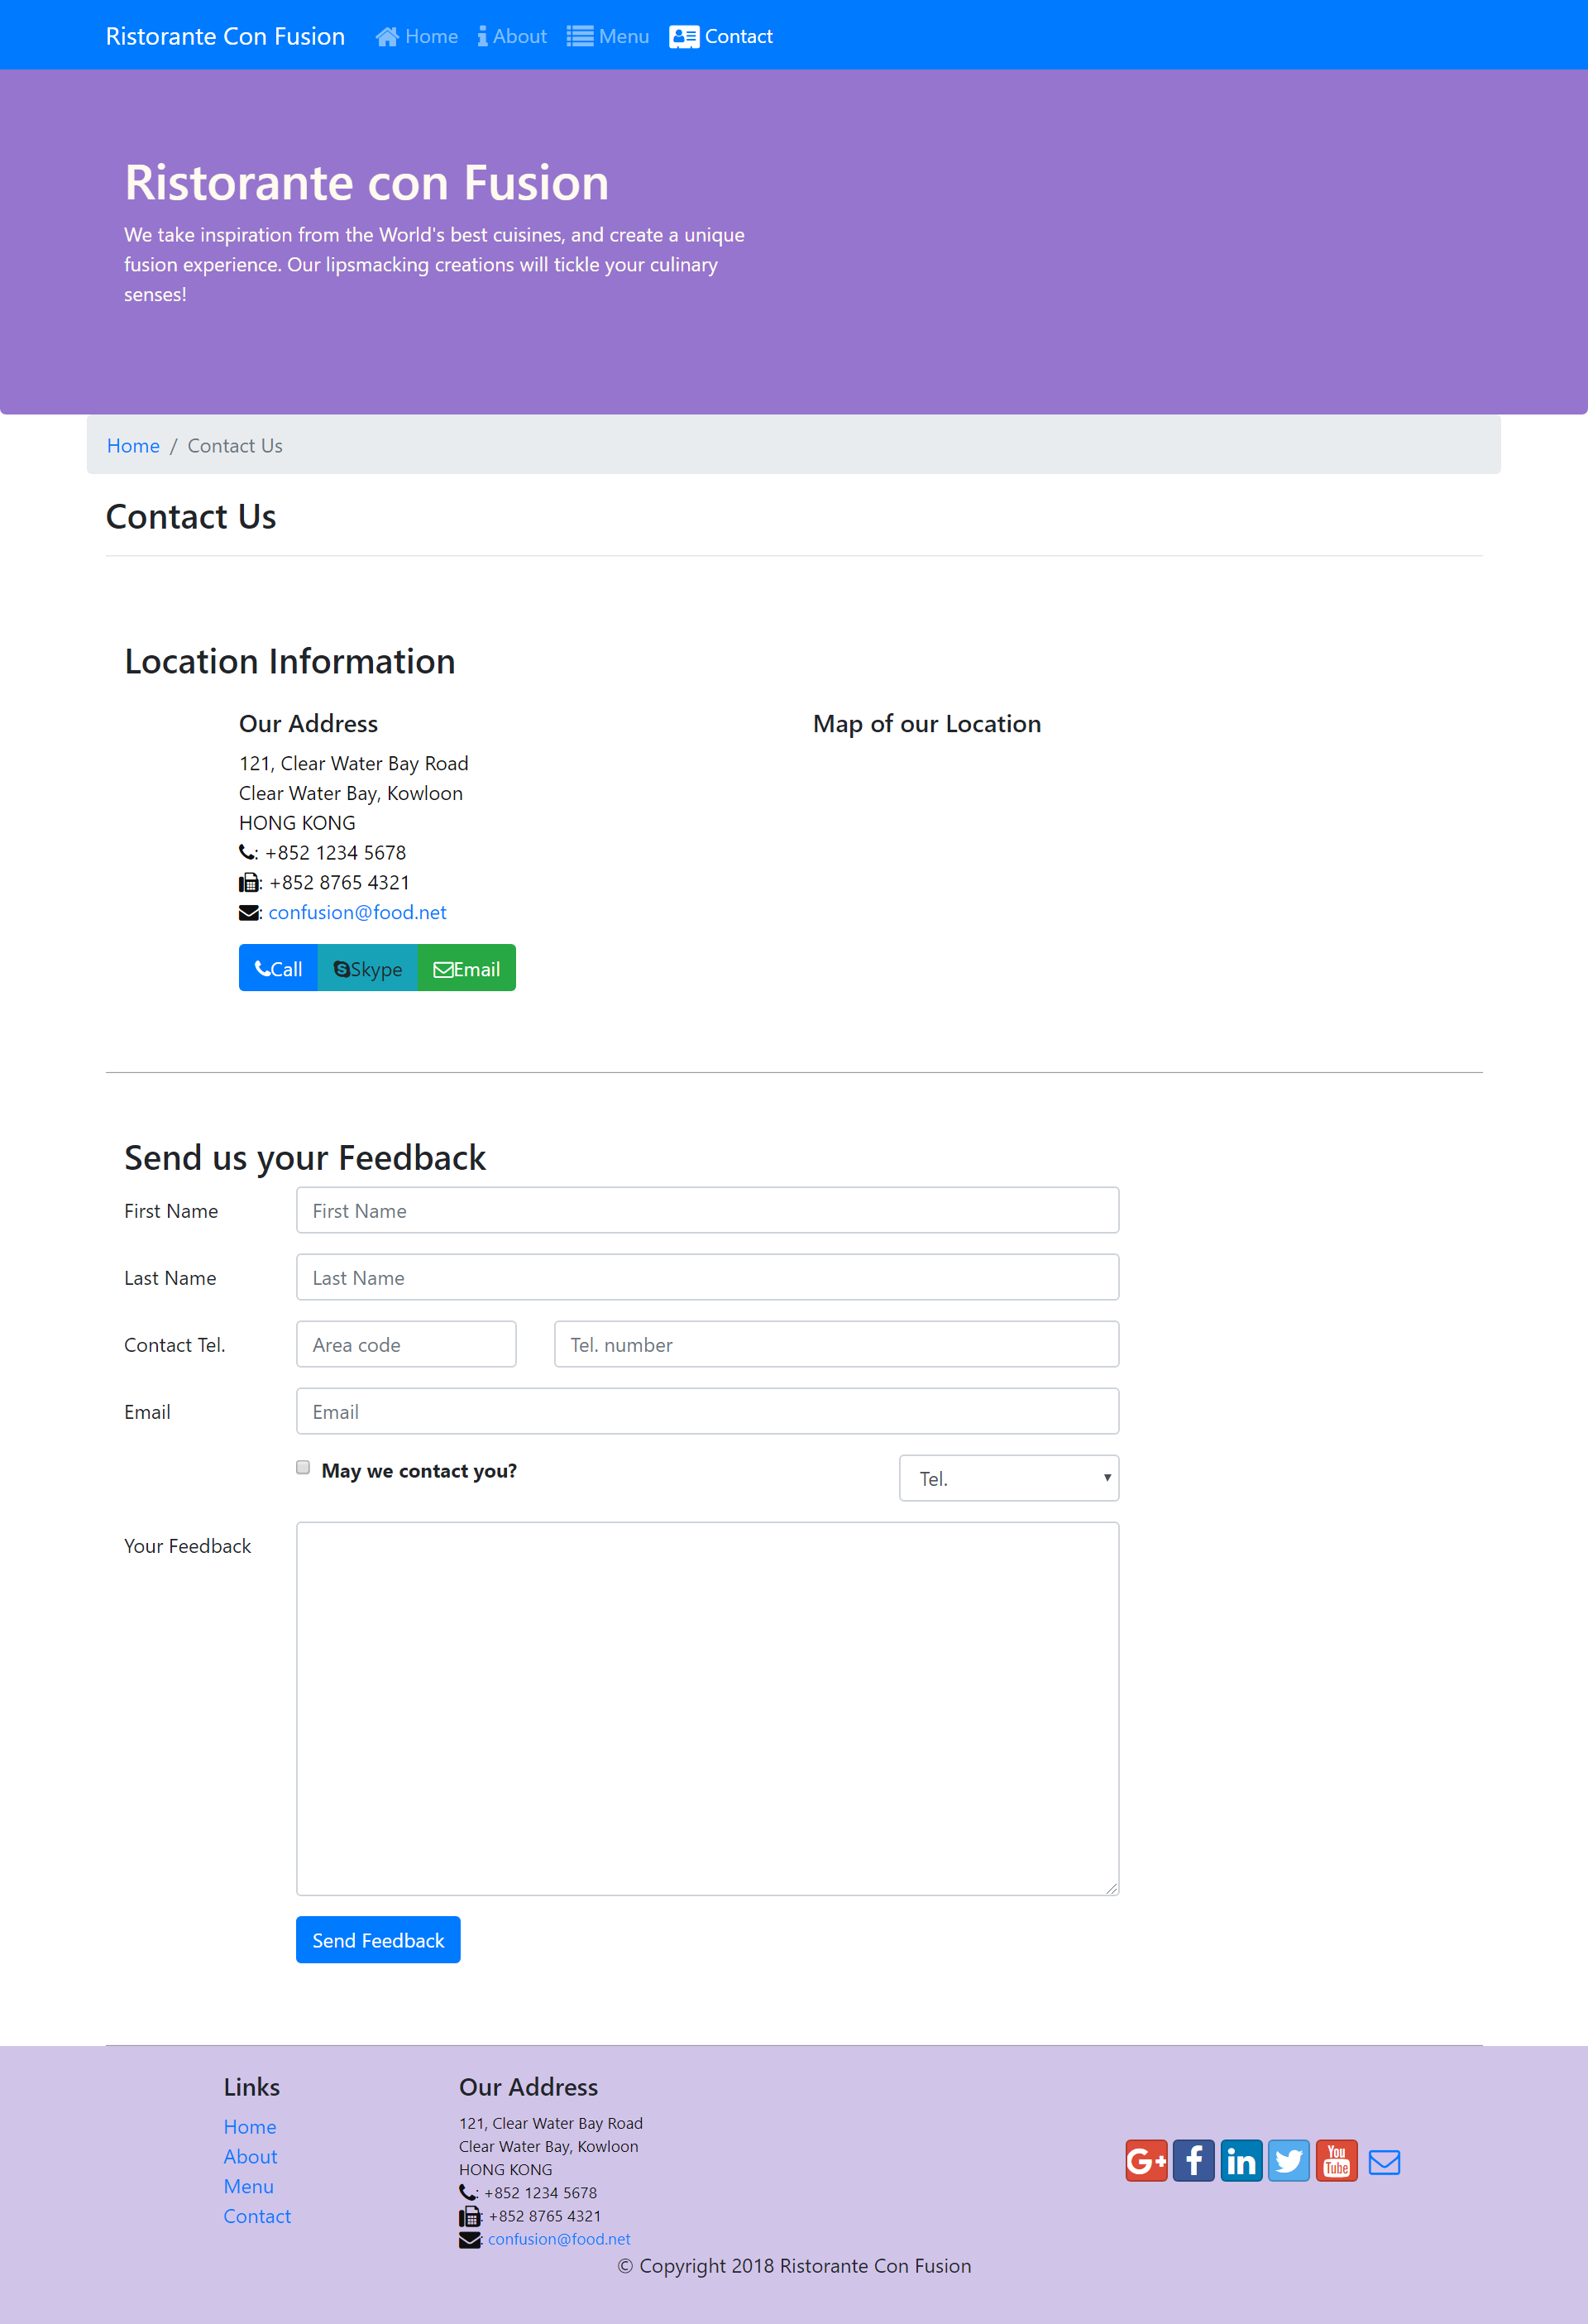 Ristorante Con Fusion Home About Menu Contact
Ristorante con Fusion
We take inspiration from the World's best cuisines, and create a unique
fusion experience. Our lipsmacking creations will tickle your culinary
senses!
Home / Contact Us
Contact Us
Location Information
Our Address
121, Clear Water Bay Road
Clear Water Bay, Kowloon
HONG KONG
: +852 1234 5678
: +852 8765 4321
: confusion@food.net
Call Skype Email
Map of our Location
Send us your Feedback
First Name First Name
Last Name Last Name
Contact Tel. Area code Tel. number
Email Email
May we contact you? Tel.
Your Feedback
Send Feedback
Links
Home
About
Menu
Contact
Our Address
121, Clear Water Bay Road
Clear Water Bay, Kowloon
HONG KONG
: +852 1234 5678
: +852 8765 4321
: confusion@food.net
G+ f in You Tube
© Copyright 2018 Ristorante Con Fusion